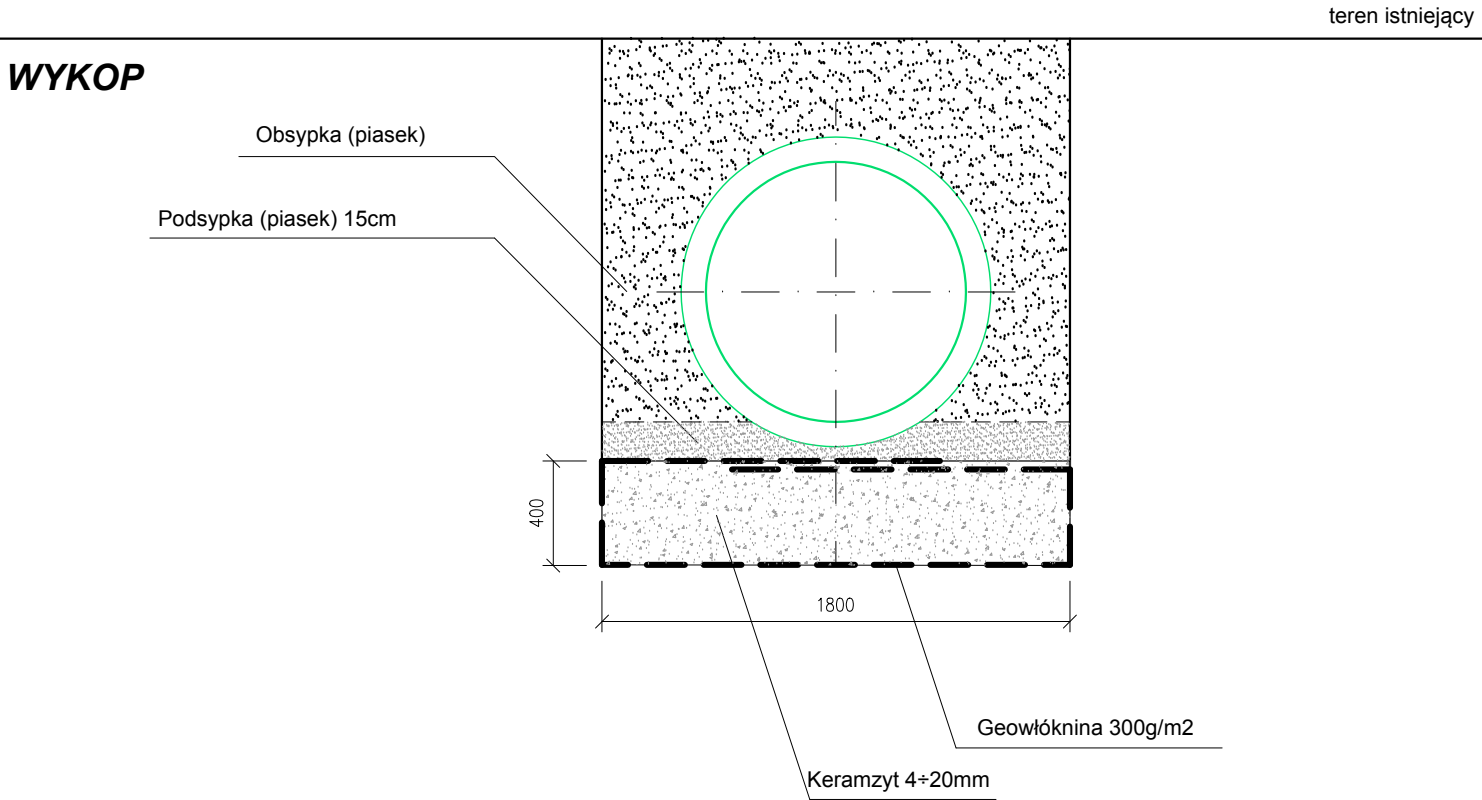 teren istniejący
WYKOP
Obsypka (piasek)
Podsypka (piasek) 15cm
400
1800
Geowłóknina 300g/m2
Keramzyt 4÷20mm